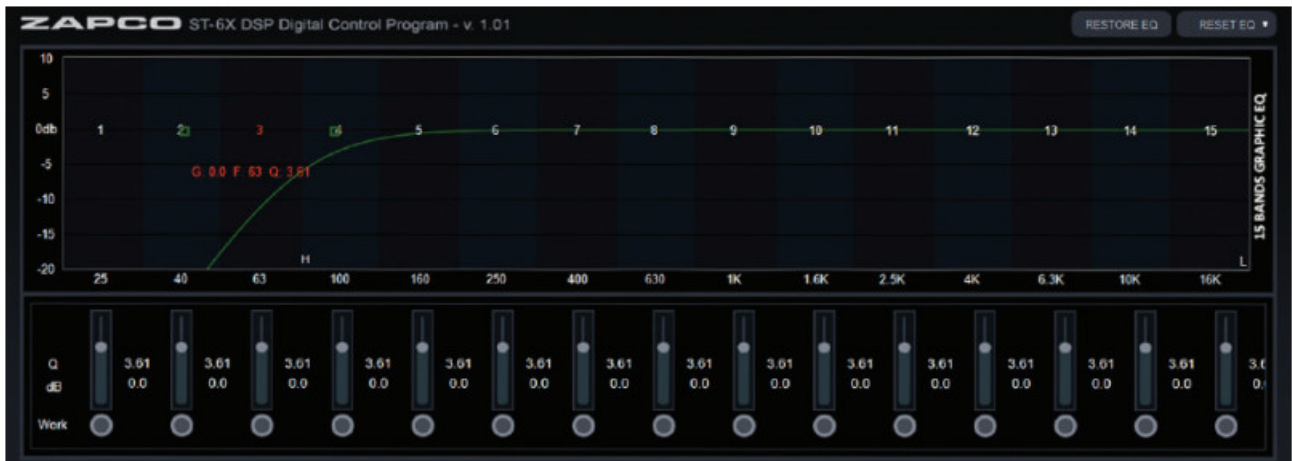 ZAPCO ST-6X DSP Digital Control Program - v. 1.01 RESTORE EQ RESET EQ
10
5
0db 1 2 3 4 5 6 7 8 9 10 11 12 13 14 15
-5
G: 0.0 F: 63 Q: 3.61
-10
-15
-20
H
L
25 40 63 100 160 250 400 630 1K 1.6K 2.5K 4K 6.3K 10K 16K
15 BANDS GRAPHIC EQ
Q 3.61 3.61 3.61 3.61 3.61 3.61 3.61 3.61 3.61 3.61 3.61 3.61 3.61 3.61
dB 0.0 0.0 0.0 0.0 0.0 0.0 0.0 0.0 0.0 0.0 0.0 0.0 0.0 0.0
Work